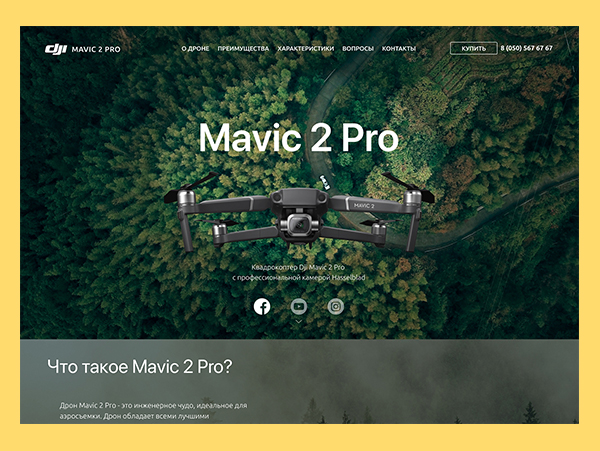 dji MAVIC 2 PRO
О ДРОНЕ ПРЕИМУЩЕСТВА ХАРАКТЕРИСТИКИ ВОПРОСЫ КОНТАКТЫ
КУПИТЬ 8 (050) 567 67 67
Mavic 2 Pro
MAVIC 2
Квадрокоптер Dji Mavic 2 Pro
с профессиональной камерой Hasselblad
Что такое Mavic 2 Pro?
Дрон Mavic 2 Pro - это инженерное чудо, идеальное для
аэросъемки. Дрон обладает всеми лучшими